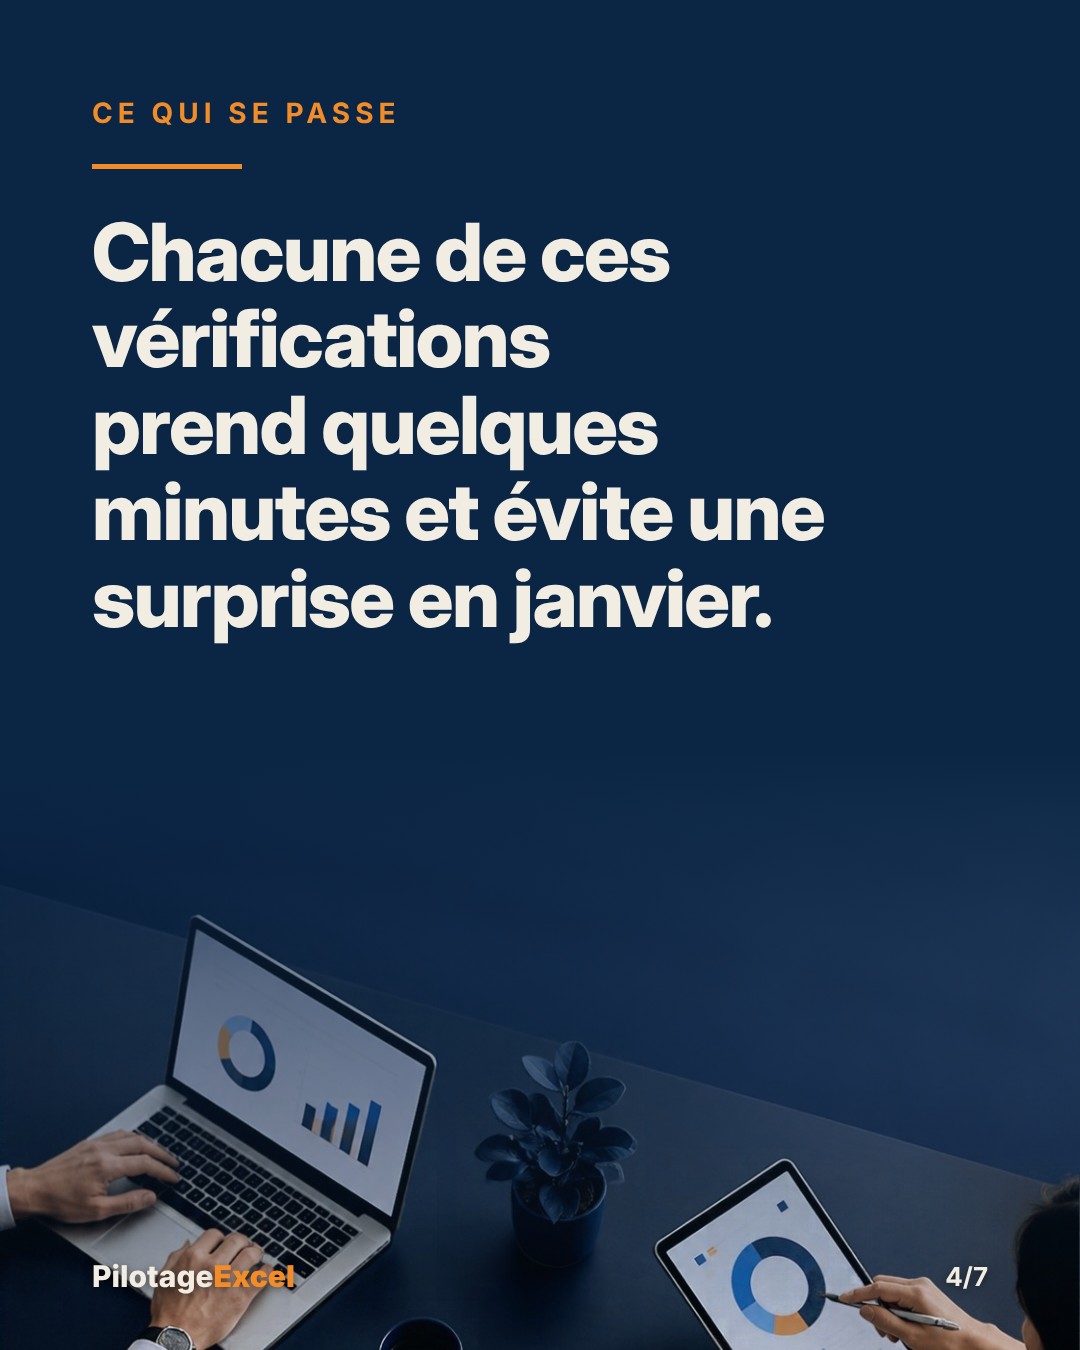 CE QUI SE PASSE
Chacune de ces
vérifications
prend quelques
minutes et évite une
surprise en janvier.
PilotageExcel
4/7